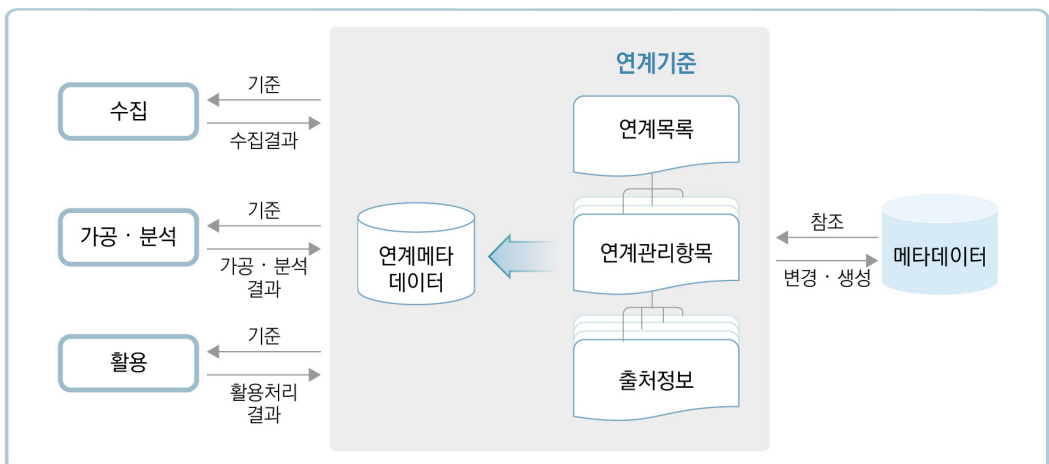 연계기준
수집
기준
수집결과
연계목록
가공 · 분석
기준
가공 · 분석
결과
연계메타
데이터
연계관리항목
참조
변경 · 생성
메타데이터
활용
기준
활용처리
결과
출처정보